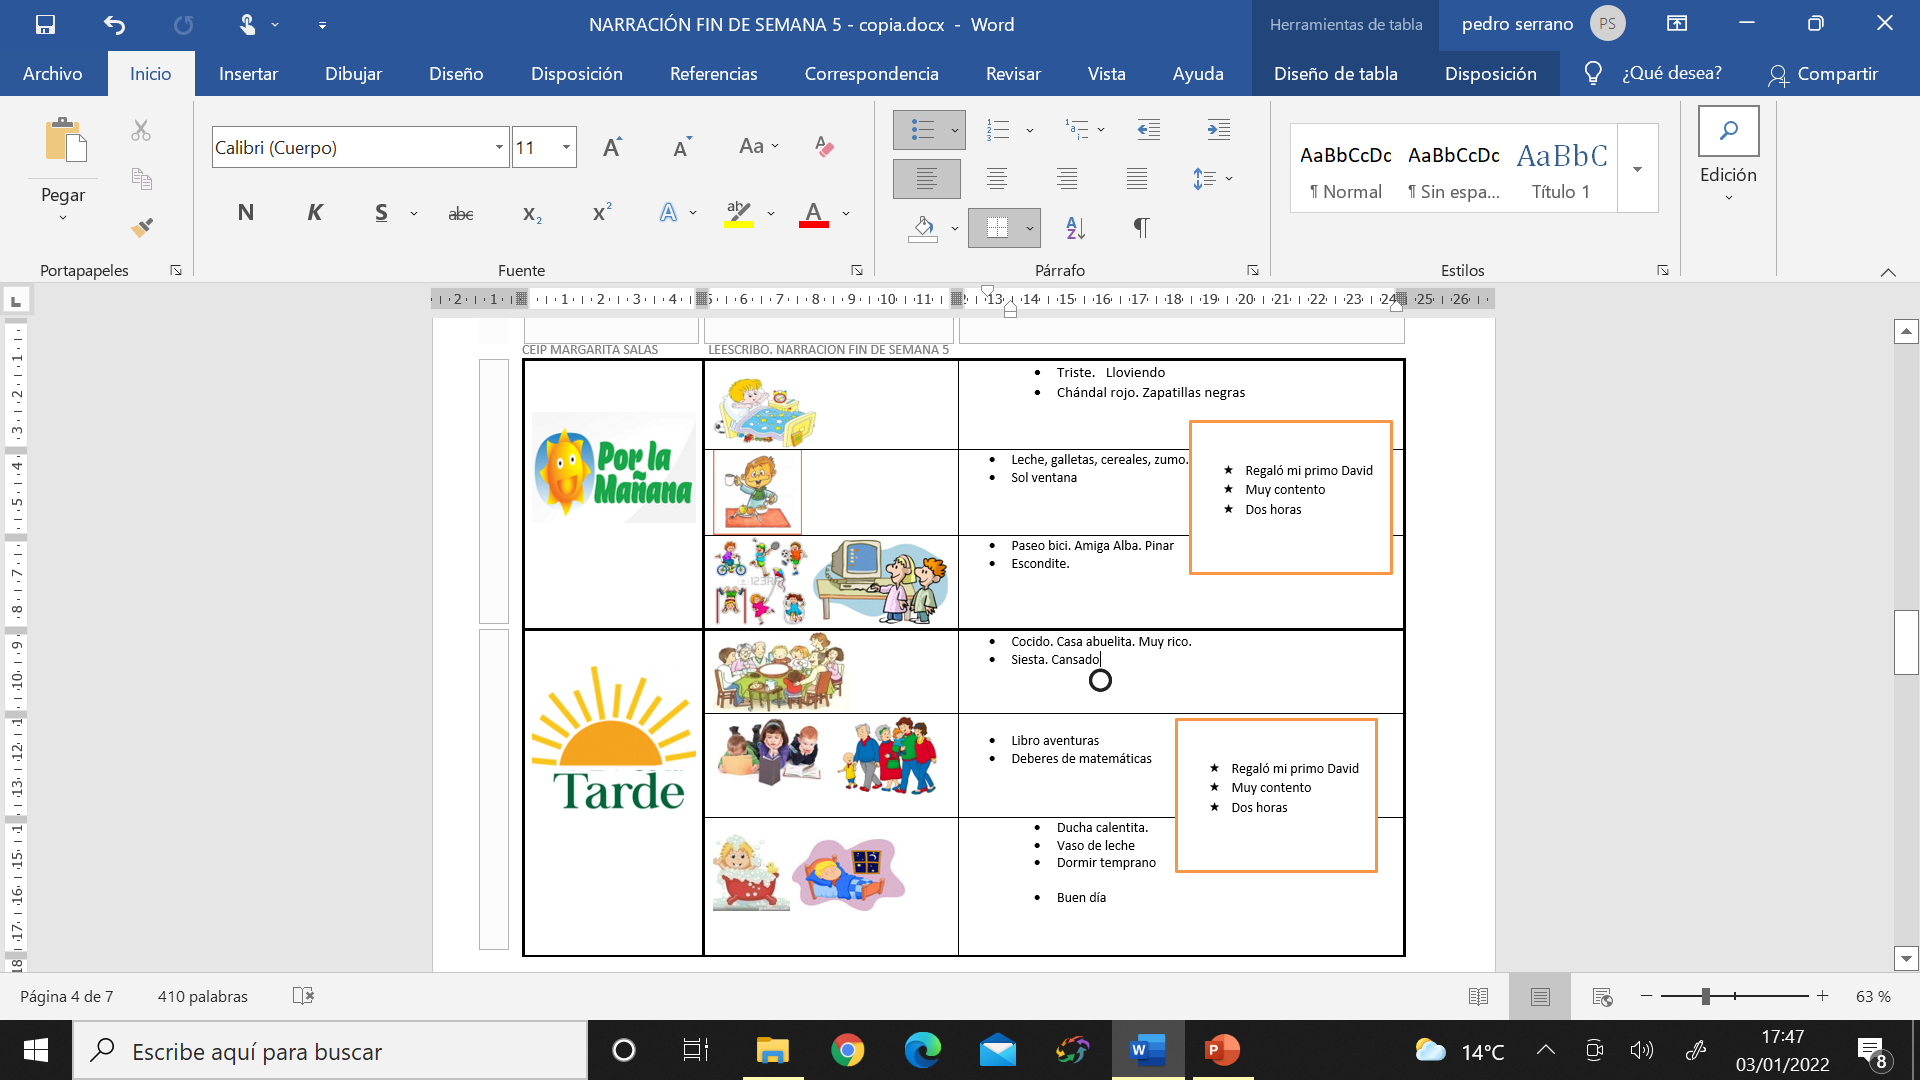 NARRACIÓN FIN DE SEMANA 5 - copia.docx - Word
Herramientas de tabla
pedro serrano
PS
Archivo
Inicio
Insertar
Dibujar
Diseño
Disposición
Referencias
Correspondencia
Revisar
Vista
Ayuda
Diseño de tabla
Disposición
¿Qué desea?
Compartir
Pegar
Calibri (Cuerpo)
11
Aa
N K S abc x₂ x²
AaBbCcDc
AaBbCcDc
AaBbC
¶ Normal
¶ Sin espa...
Título 1
Edición
Portapapeles
Fuente
Párrafo
Estilos
CEIP MARGARITA SALAS
LEESCRIBO. NARRACION FIN DE SEMANA 5
Por la
Mañana
• Triste. Lloviendo
• Chándal rojo. Zapatillas negras
• Leche, galletas, cereales, zumo.
• Sol ventana
★ Regaló mi primo David
★ Muy contento
★ Dos horas
• Paseo bici. Amiga Alba. Pinar
• Escondite.
Tarde
• Cocido. Casa abuelita. Muy rico.
• Siesta. Cansado
• Libro aventuras
• Deberes de matemáticas
★ Regaló mi primo David
★ Muy contento
★ Dos horas
• Ducha calentita.
• Vaso de leche
• Dormir temprano
• Buen día
Página 4 de 7
410 palabras
63 %
Escribe aquí para buscar
14°C
17:47
03/01/2022
8